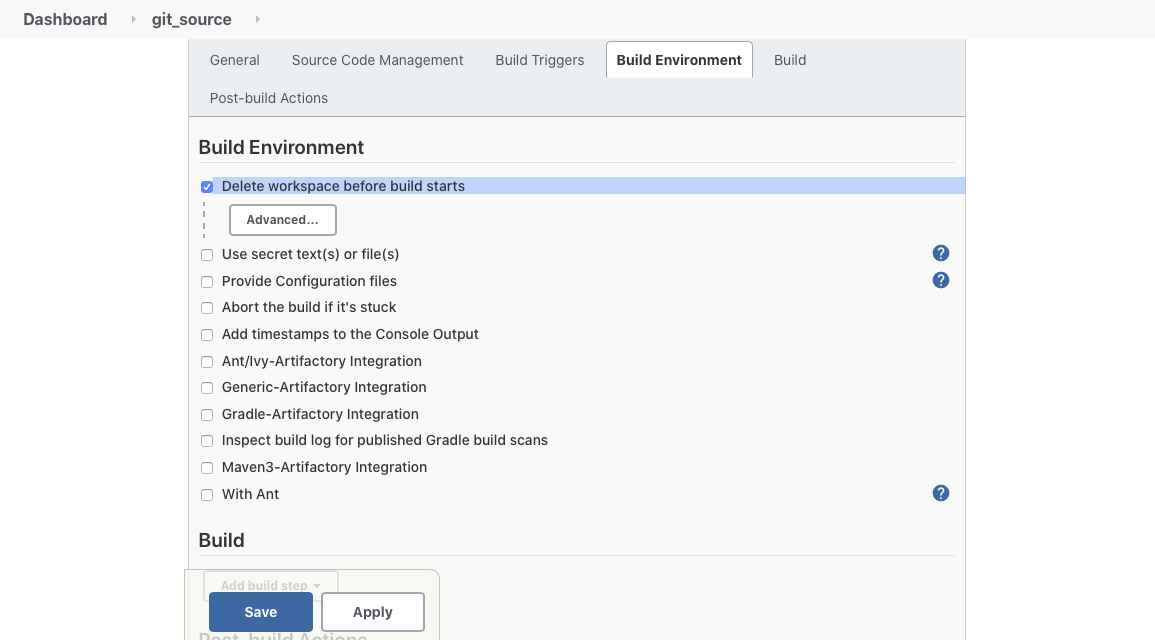 Dashboard git_source
General Source Code Management Build Triggers Build Environment Build
Post-build Actions
Build Environment
Delete workspace before build starts
Advanced...
Use secret text(s) or file(s) ?
Provide Configuration files ?
Abort the build if it's stuck
Add timestamps to the Console Output
Ant/Ivy-Artifactory Integration
Generic-Artifactory Integration
Gradle-Artifactory Integration
Inspect build log for published Gradle build scans
Maven3-Artifactory Integration
With Ant ?
Build
Add build step
Save Apply
Post-build Actions